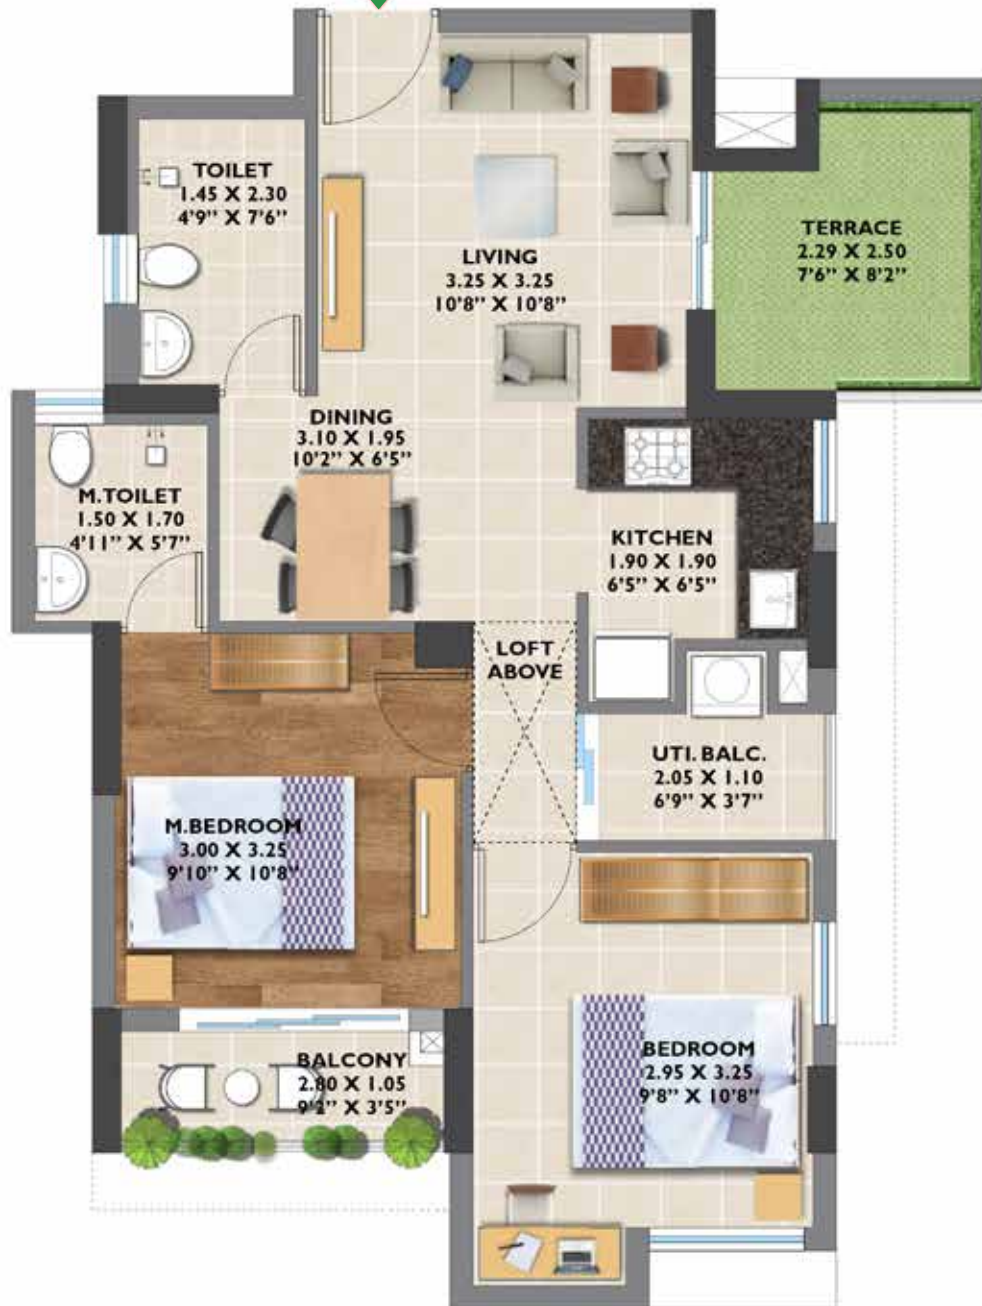 TOILET
1.45 X 2.30
4'9" X 7'6"
TERRACE
2.29 X 2.50
7'6" X 8'2"
LIVING
3.25 X 3.25
10'8" X 10'8"
DINING
3.10 X 1.95
10'2" X 6'5"
M.TOILET
1.50 X 1.70
4'11" X 5'7"
KITCHEN
1.90 X 1.90
6'5" X 6'5"
LOFT
ABOVE
UTI. BALC.
2.05 X 1.10
6'9" X 3'7"
M.BEDROOM
3.00 X 3.25
9'10" X 10'8"
BALCONY
2.80 X 1.05
9'2" X 3'5"
BEDROOM
2.95 X 3.25
9'8" X 10'8"